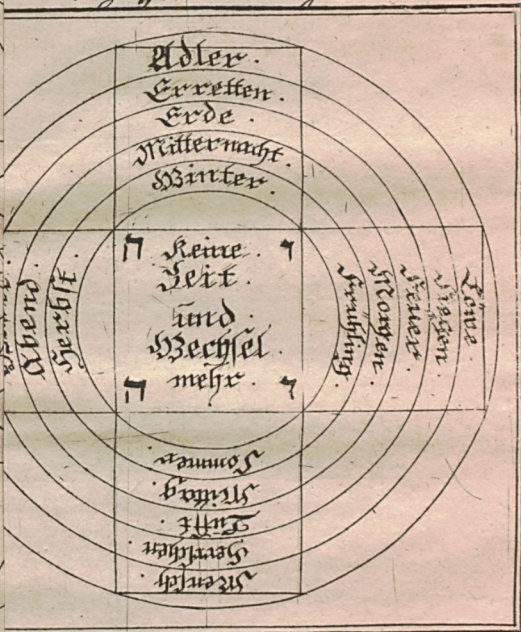 Adler.
Erretten.
Erde.
Mitternacht.
Winter.
ה Keine. י
Zeit.
und
Wechsel.
ה mehr. ו
Abend.
Herbst.
Frühling.
Morgen.
Feuer.
Siegen
Löwe.
Sommer.
Mittag.
Lufft.
Herrschen
Mensch.